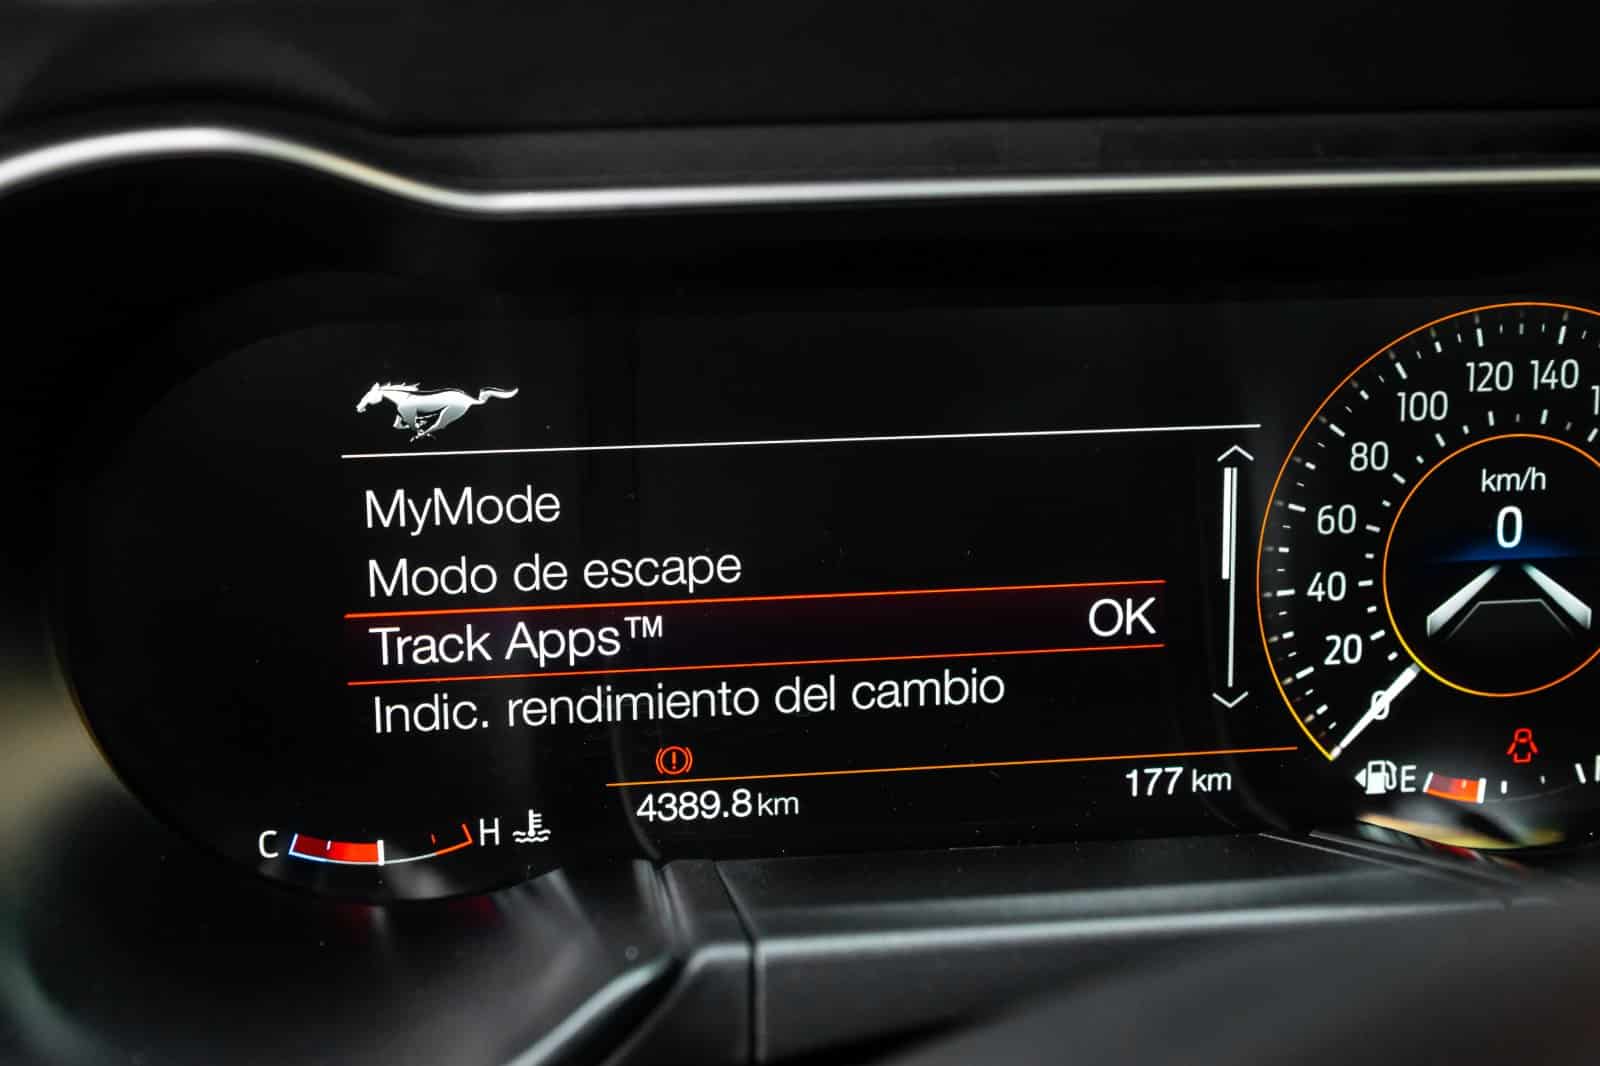 MyMode
Modo de escape
Track Apps™ OK
Indic. rendimiento del cambio
4389.8 km
177 km
C
H
km/h
0
0
20
40
60
80
100
120
140
E